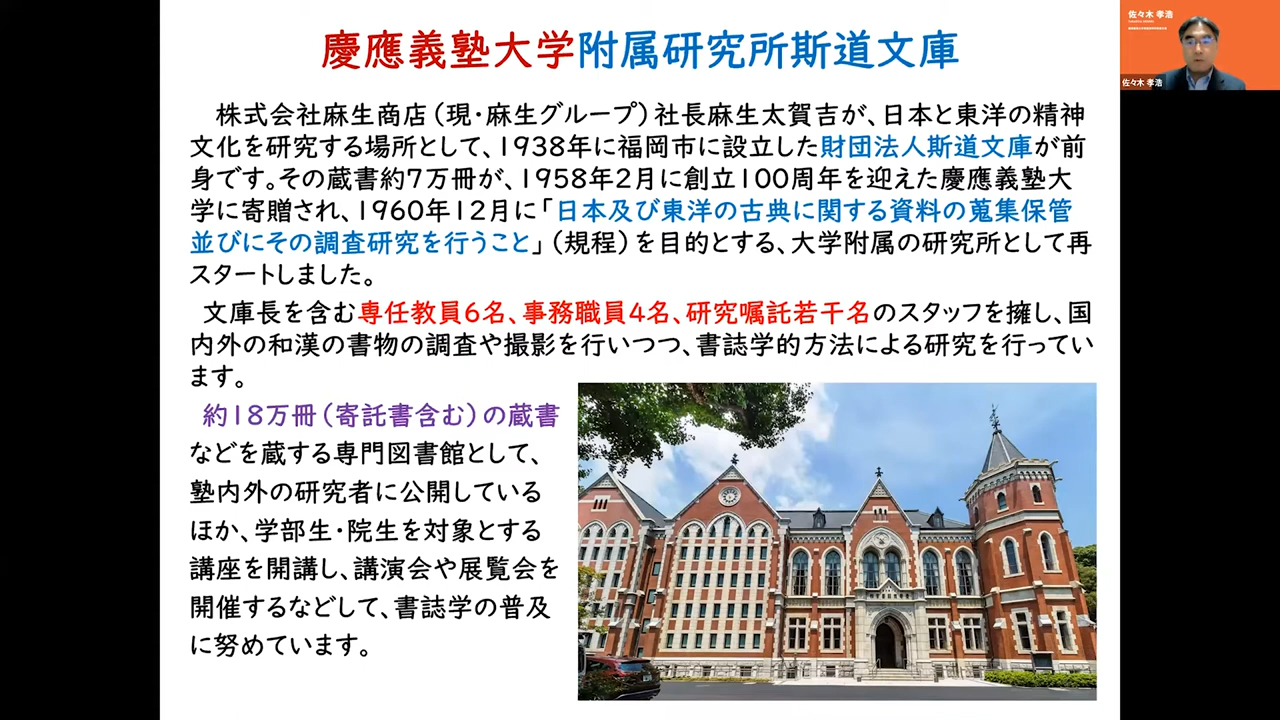 慶應義塾大学附属研究所斯道文庫
株式会社麻生商店（現・麻生グループ）社長麻生太賀吉が、日本と東洋の精神
文化を研究する場所として、1938年に福岡市に設立した財団法人斯道文庫が前
身です。その蔵書約7万冊が、1958年2月に創立100周年を迎えた慶應義塾大
学に寄贈され、1960年12月に「日本及び東洋の古典に関する資料の蒐集保管
並びにその調査研究を行うこと」（規程）を目的とする、大学附属の研究所として再
スタートしました。
文庫長を含む専任教員6名、事務職員4名、研究嘱託若干名のスタッフを擁し、国
内外の和漢の書物の調査や撮影を行いつつ、書誌学的方法による研究を行ってい
ます。
約18万冊（寄託書含む）の蔵書
などを蔵する専門図書館として、
塾内外の研究者に公開している
ほか、学部生・院生を対象とする
講座を開講し、講演会や展覧会を
開催するなどして、書誌学の普及
に努めています。
佐々木 孝浩
佐々木 孝浩